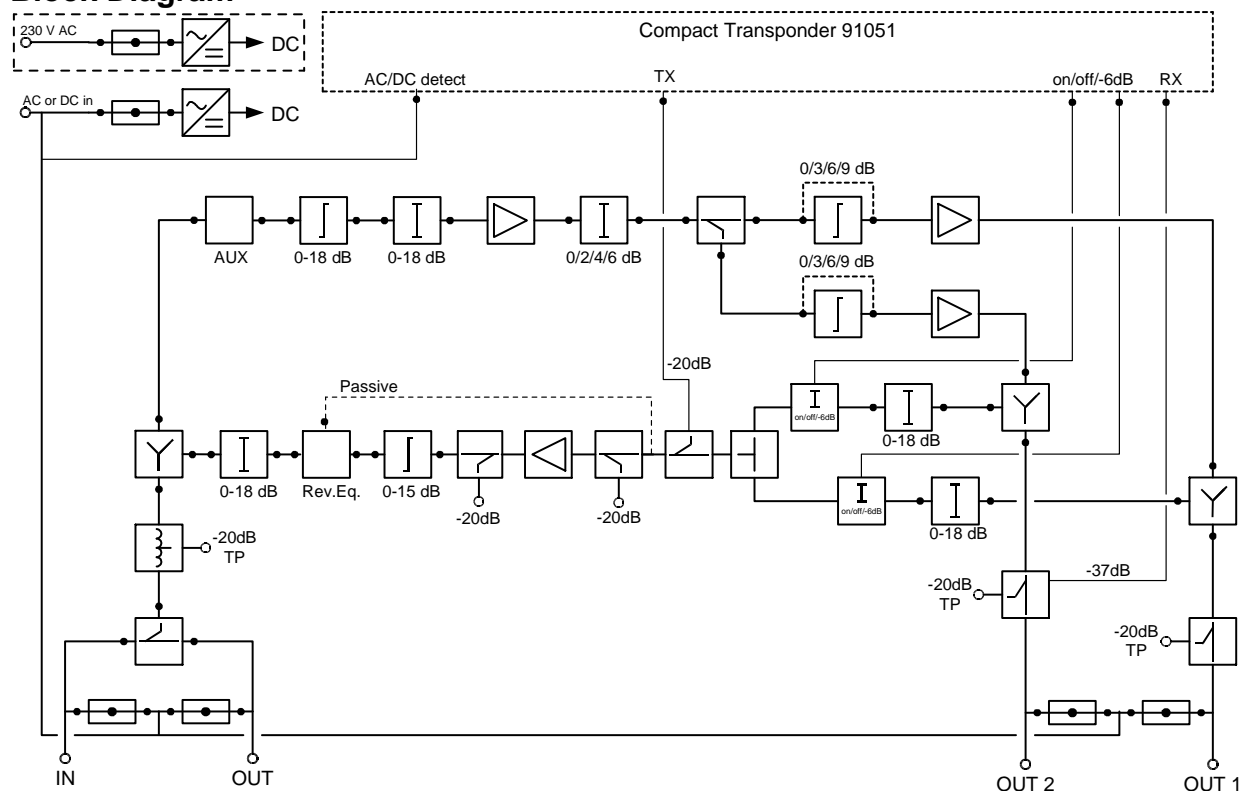 230 V AC
DC
Compact Transponder 91051
AC/DC detect
TX
on/off/-6dB
RX
AC or DC in
DC
0/3/6/9 dB
AUX
0-18 dB
0-18 dB
0/2/4/6 dB
0/3/6/9 dB
-20dB
Passive
on/off/-6dB
0-18 dB
0-18 dB
Rev.Eq.
0-15 dB
-20dB
-20dB
on/off/-6dB
0-18 dB
-20dB
TP
-37dB
-20dB
TP
-20dB
TP
IN
OUT
OUT 2
OUT 1